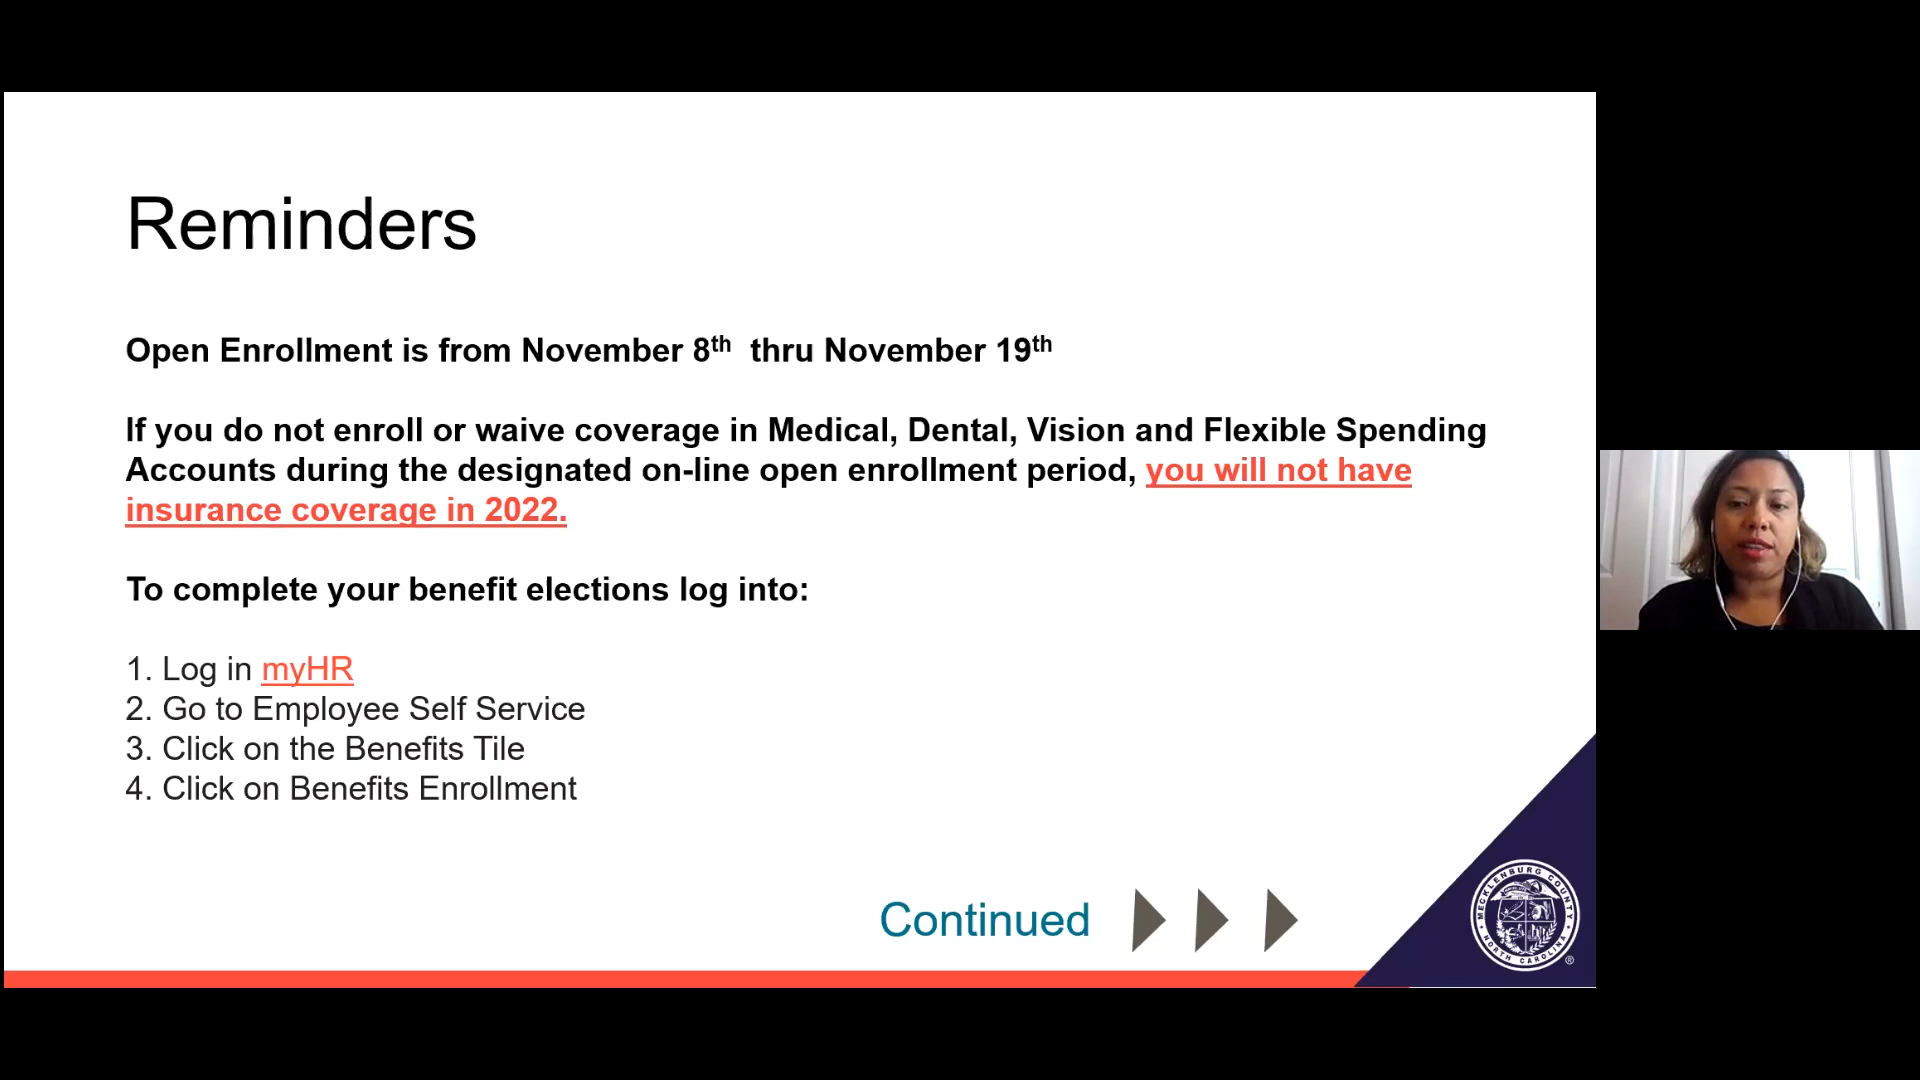 Reminders
Open Enrollment is from November 8th thru November 19th
If you do not enroll or waive coverage in Medical, Dental, Vision and Flexible Spending
Accounts during the designated on-line open enrollment period, you will not have
insurance coverage in 2022.
To complete your benefit elections log into:
1. Log in myHR
2. Go to Employee Self Service
3. Click on the Benefits Tile
4. Click on Benefits Enrollment
Continued
MECKLENBURG COUNTY
NORTH CAROLINA
®